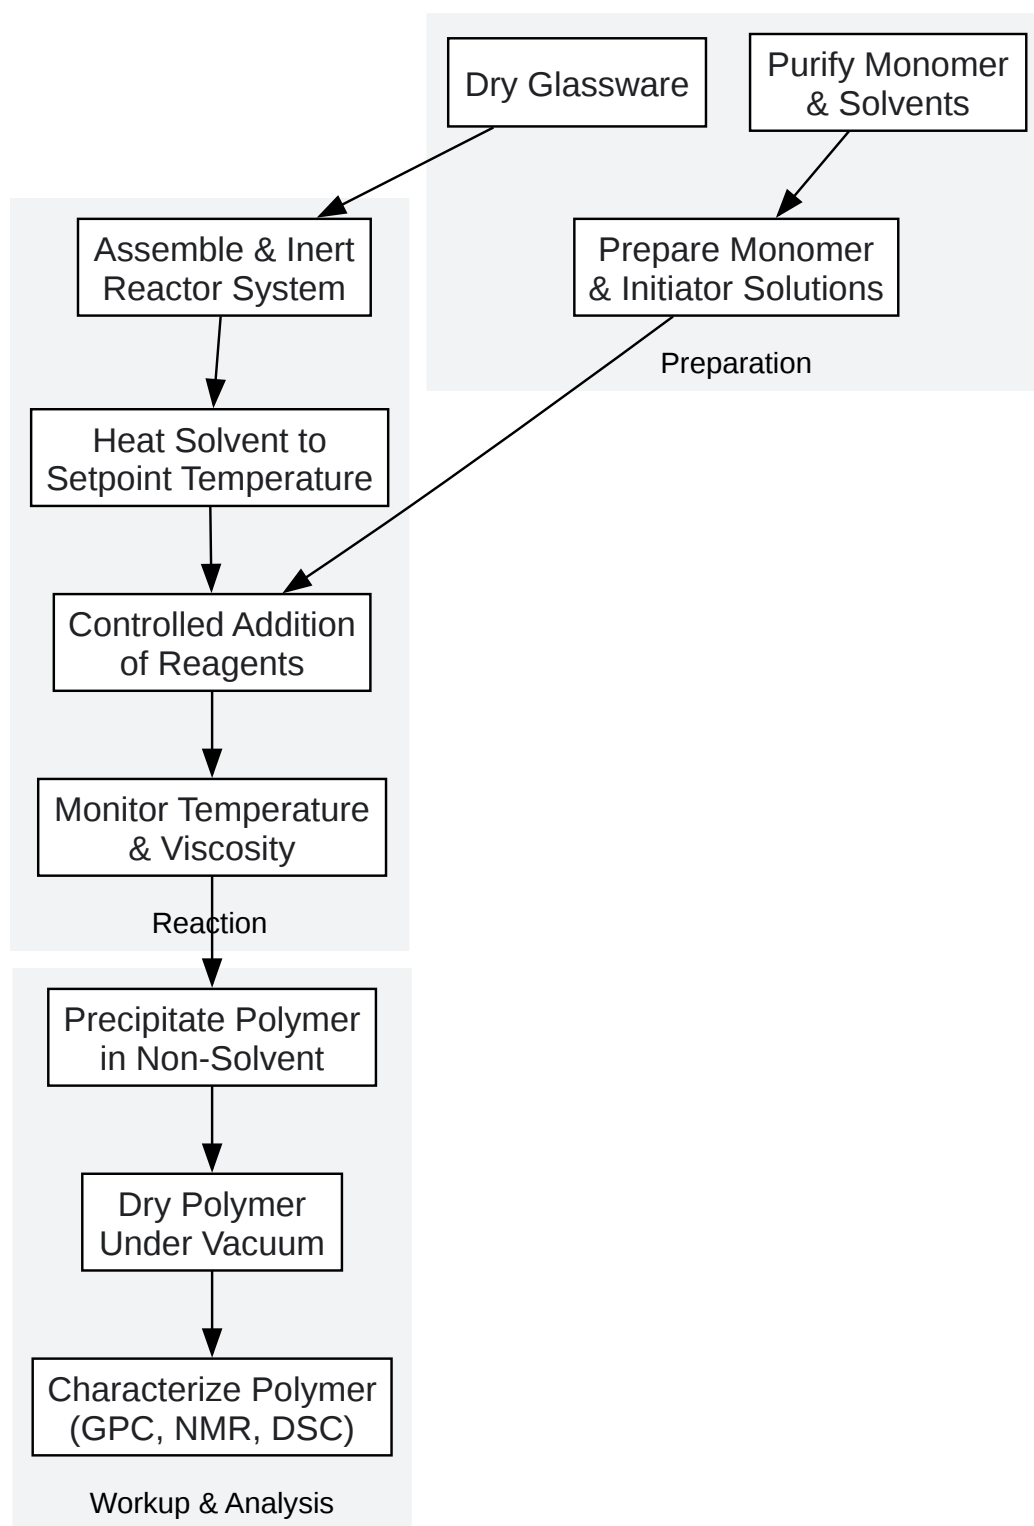 Dry Glassware
Purify Monomer
& Solvents
Assemble & Inert
Reactor System
Prepare Monomer
& Initiator Solutions
Preparation
Heat Solvent to
Setpoint Temperature
Controlled Addition
of Reagents
Monitor Temperature
& Viscosity
Reaction
Precipitate Polymer
in Non-Solvent
Dry Polymer
Under Vacuum
Characterize Polymer
(GPC, NMR, DSC)
Workup & Analysis